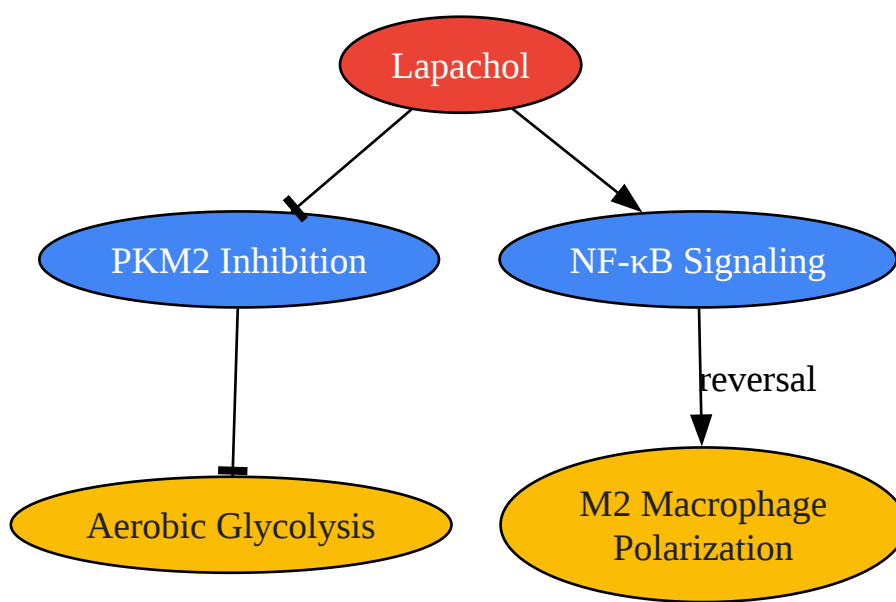 Lapachol
PKM2 Inhibition
NF-κB Signaling
reversal
Aerobic Glycolysis
M2 Macrophage
Polarization